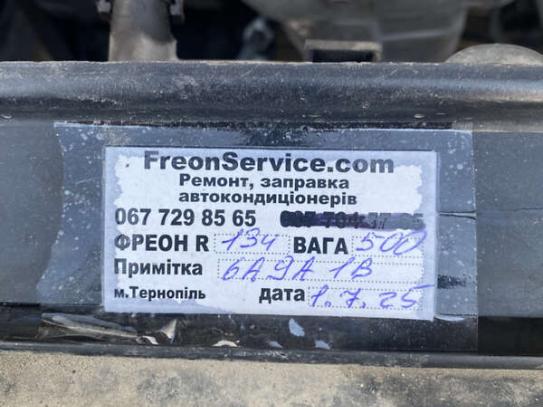 FreonService.com
Ремонт, заправка
автокондиціонерів
067 729 85 65
ФРЕОН R 134 ВАГА 500
Примітка 6А9А 1В
м.Тернопіль дата 1.7.25